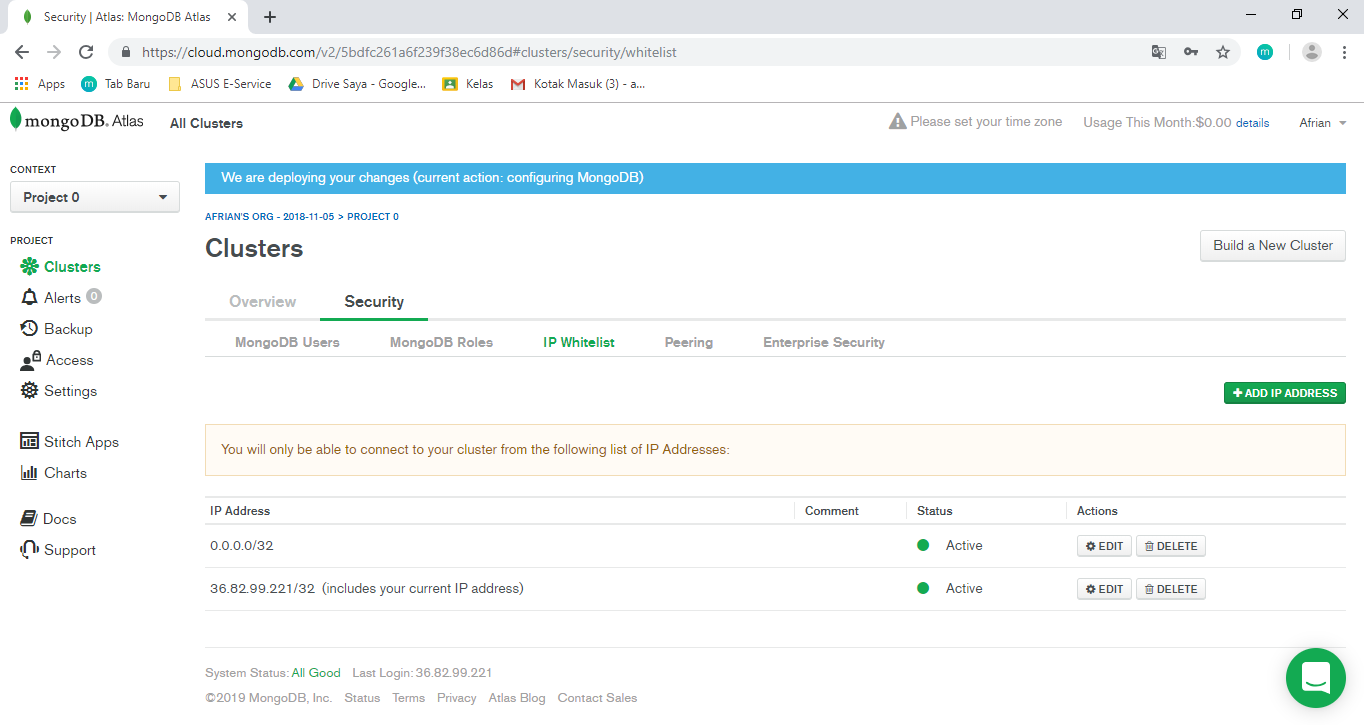 Security | Atlas: MongoDB Atlas
https://cloud.mongodb.com/v2/5bdfc261a6f239f38ec6d86d#clusters/security/whitelist
m
Apps m Tab Baru ASUS E-Service Drive Saya - Google... Kelas Kotak Masuk (3) - a...
mongoDB. Atlas All Clusters Please set your time zone Usage This Month:$0.00 details Afrian
CONTEXT
Project 0
PROJECT
Clusters
Alerts 0
Backup
Access
Settings
Stitch Apps
Charts
Docs
Support
We are deploying your changes (current action: configuring MongoDB)
AFRIAN'S ORG - 2018-11-05 > PROJECT 0
Clusters Build a New Cluster
Overview Security
MongoDB Users MongoDB Roles IP Whitelist Peering Enterprise Security
ADD IP ADDRESS
You will only be able to connect to your cluster from the following list of IP Addresses:
IP Address Comment Status Actions
0.0.0.0/32 Active EDIT DELETE
36.82.99.221/32 (includes your current IP address) Active EDIT DELETE
System Status: All Good Last Login: 36.82.99.221
©2019 MongoDB, Inc. Status Terms Privacy Atlas Blog Contact Sales